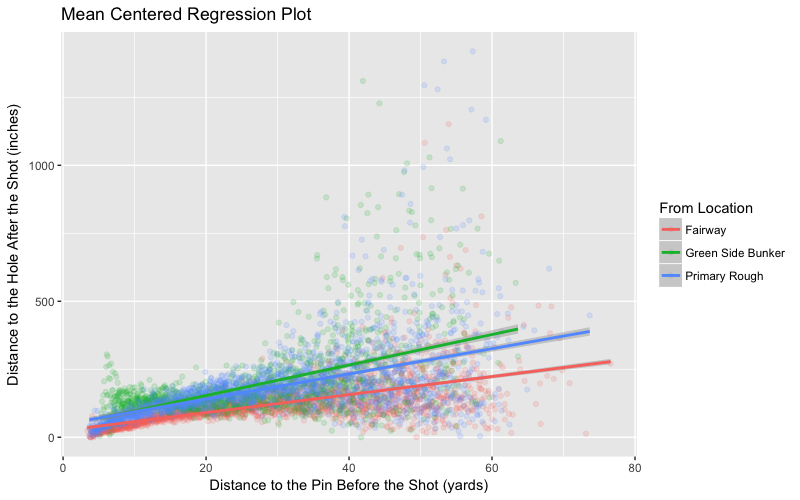 Mean Centered Regression Plot
Distance to the Hole After the Shot (inches)
1000
500
0
0 20 40 60 80
Distance to the Pin Before the Shot (yards)
From Location
Fairway
Green Side Bunker
Primary Rough